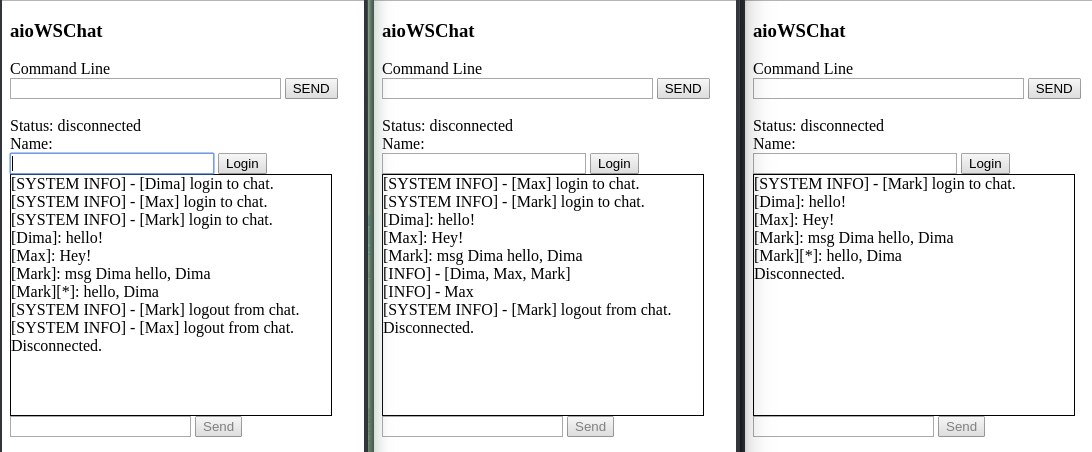 aioWSChat
Command Line
SEND
Status: disconnected
Name:
Login
[SYSTEM INFO] - [Dima] login to chat.
[SYSTEM INFO] - [Max] login to chat.
[SYSTEM INFO] - [Mark] login to chat.
[Dima]: hello!
[Max]: Hey!
[Mark]: msg Dima hello, Dima
[Mark][*]: hello, Dima
[SYSTEM INFO] - [Mark] logout from chat.
[SYSTEM INFO] - [Max] logout from chat.
Disconnected.
Send
aioWSChat
Command Line
SEND
Status: disconnected
Name:
Login
[SYSTEM INFO] - [Max] login to chat.
[SYSTEM INFO] - [Mark] login to chat.
[Dima]: hello!
[Max]: Hey!
[Mark]: msg Dima hello, Dima
[INFO] - [Dima, Max, Mark]
[INFO] - Max
[SYSTEM INFO] - [Mark] logout from chat.
Disconnected.
Send
aioWSChat
Command Line
SEND
Status: disconnected
Name:
Login
[SYSTEM INFO] - [Mark] login to chat.
[Dima]: hello!
[Max]: Hey!
[Mark]: msg Dima hello, Dima
[Mark][*]: hello, Dima
Disconnected.
Send